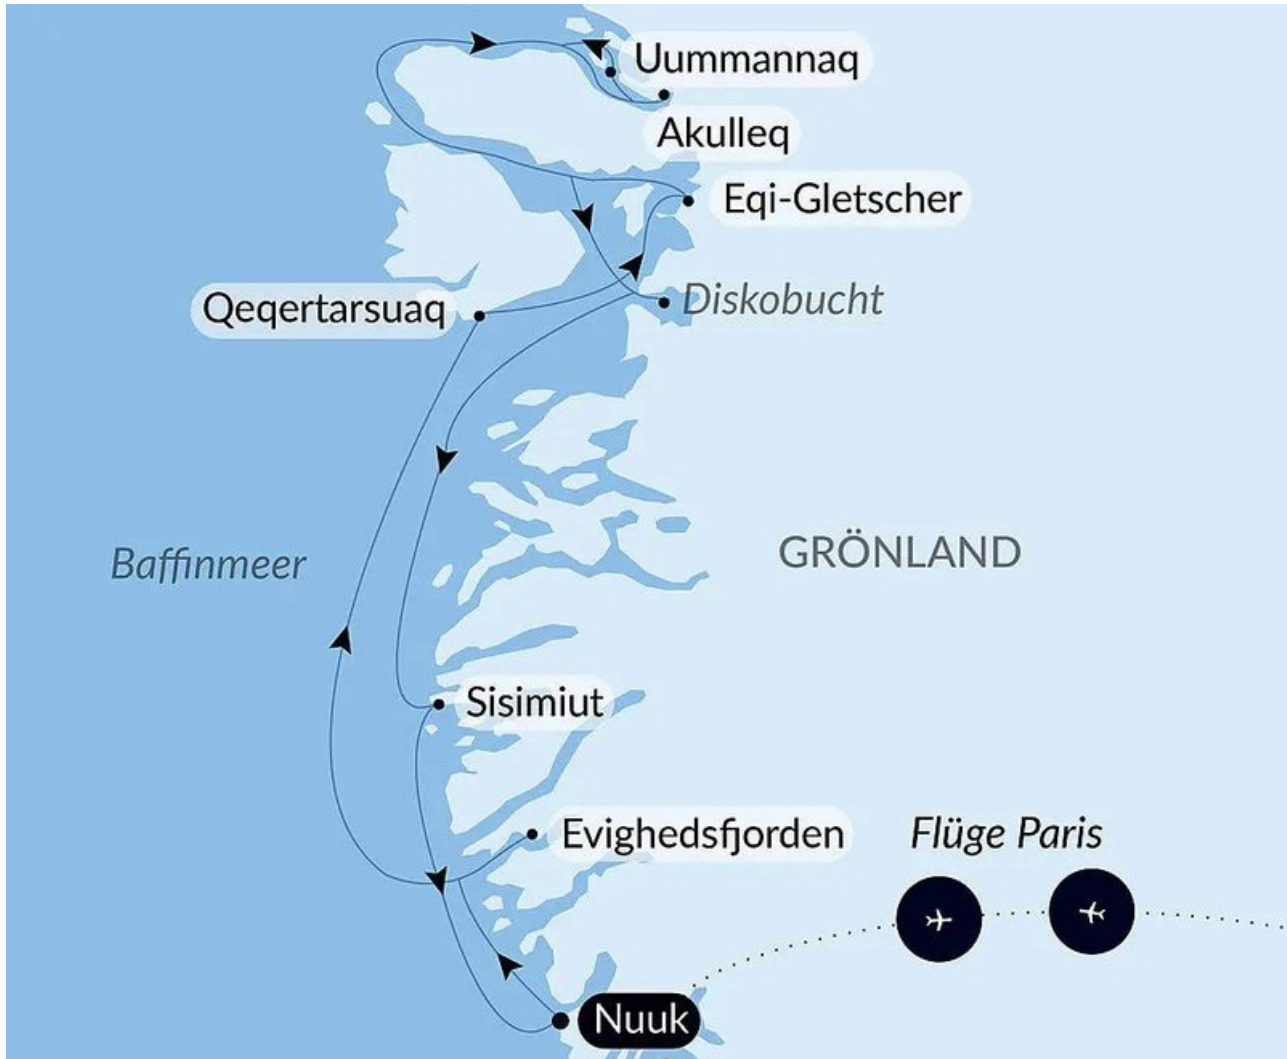 Uummannaq
Akulleq
Eqi-Gletscher
Qeqertarsuaq
Diskobucht
Baffinmeer
GRÖNLAND
Sisimiut
Evighedsfjorden
Flüge Paris
Nuuk